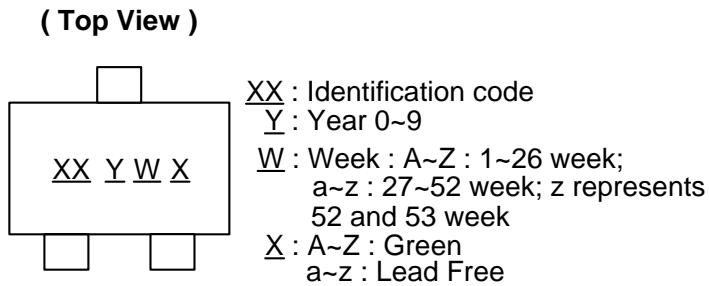 ( Top View )
XX Y W X
XX : Identification code
Y : Year 0~9
W : Week : A~Z : 1~26 week;
a~z : 27~52 week; z represents
52 and 53 week
X : A~Z : Green
a~z : Lead Free